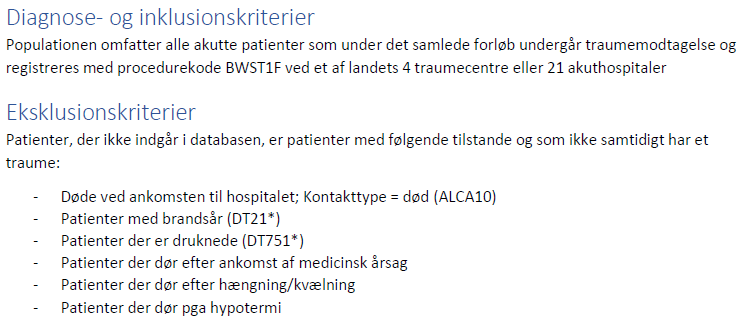 Diagnose- og inklusionskriterier
Populationen omfatter alle akutte patienter som under det samlede forløb undergår traumemodtagelse og
registreres med procedurekode BWST1F ved et af landets 4 traumecentre eller 21 akuthospitaler
Eksklusionskriterier
Patienter, der ikke indgår i databasen, er patienter med følgende tilstande og som ikke samtidigt har et
traume:
- Døde ved ankomsten til hospitalet; Kontakttype = død (ALCA10)
- Patienter med brandsår (DT21*)
- Patienter der er druknede (DT751*)
- Patienter der dør efter ankomst af medicinsk årsag
- Patienter der dør efter hængning/kvælning
- Patienter der dør pga hypotermi